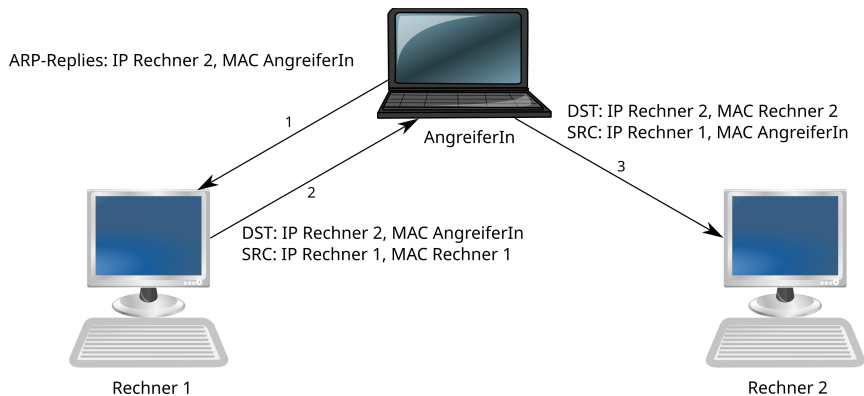 ARP-Replies: IP Rechner 2, MAC AngreiferIn
1
AngreiferIn
DST: IP Rechner 2, MAC Rechner 2
SRC: IP Rechner 1, MAC AngreiferIn
3
2
DST: IP Rechner 2, MAC AngreiferIn
SRC: IP Rechner 1, MAC Rechner 1
Rechner 1
Rechner 2